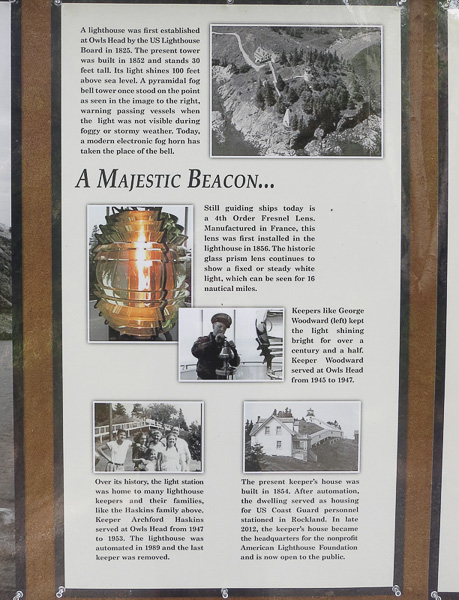 A lighthouse was first established
at Owls Head by the US Lighthouse
Board in 1825. The present tower
was built in 1852 and stands 30
feet tall. Its light shines 100 feet
above sea level. A pyramidal fog
bell tower once stood on the point
as seen in the image to the right,
warning passing vessels when
the light was not visible during
foggy or stormy weather. Today,
a modern electronic fog horn has
taken the place of the bell.
A MAJESTIC BEACON...
Still guiding ships today is
a 4th Order Fresnel Lens.
Manufactured in France, this
lens was first installed in the
lighthouse in 1856. The historic
glass prism lens continues to
show a fixed or steady white
light, which can be seen for 16
nautical miles.
Keepers like George
Woodward (left) kept
the light shining
bright for over a
century and a half.
Keeper Woodward
served at Owls Head
from 1945 to 1947.
Over its history, the light station
was home to many lighthouse
keepers and their families,
like the Haskins family above.
Keeper Archford Haskins
served at Owls Head from 1947
to 1953. The lighthouse was
automated in 1989 and the last
keeper was removed.
The present keeper's house was
built in 1854. After automation,
the dwelling served as housing
for US Coast Guard personnel
stationed in Rockland. In late
2012, the keeper's house became
the headquarters for the nonprofit
American Lighthouse Foundation
and is now open to the public.